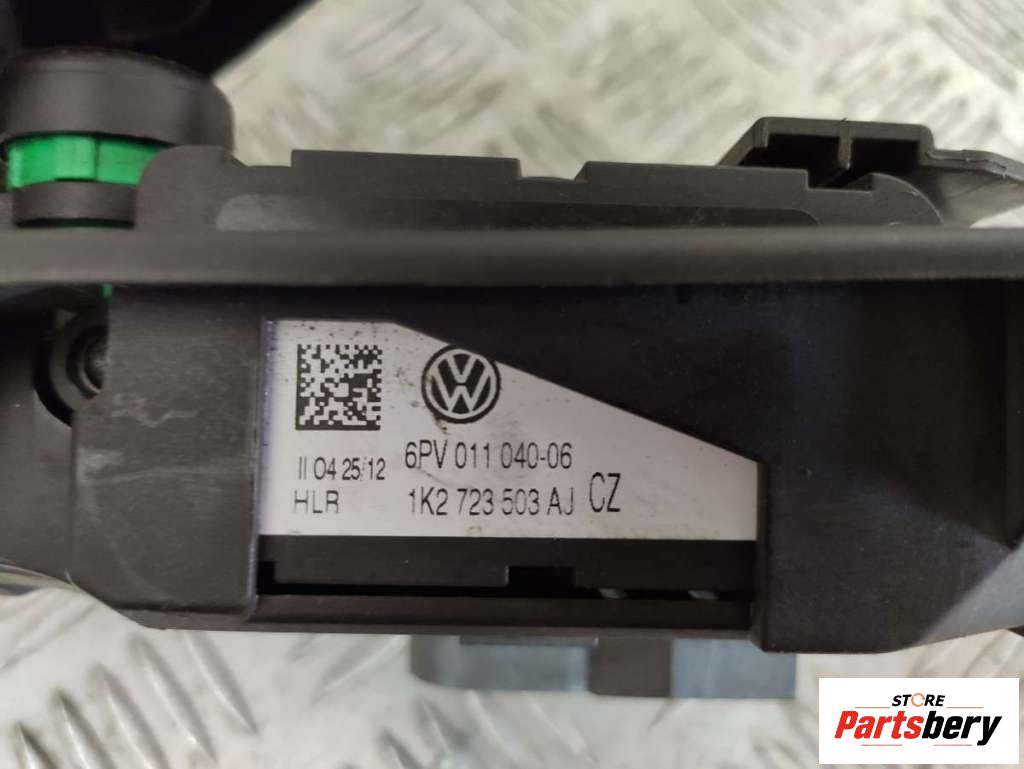 II 04 25/12
6PV 011 040-06
HLR
1K2 723 503 AJ CZ
STORE
Partsbery